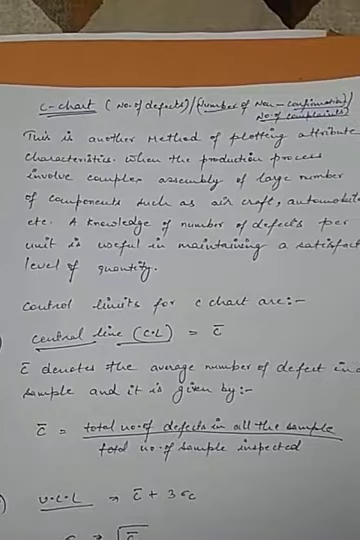 C-chart (No. of defects)/(Number of Non-confirmation)/
No. of complaints)
This is another method of plotting attribute
characteristics. When the production process
involve complex assembly of large number
of components such as air craft, automobile
etc. A knowledge of number of defects per
unit is useful in maintaining a satisfact
level of quantity.
Control limits for c chart are:-
Central line (C.L) = c̄
c̄ denotes the average number of defect in a
sample and it is given by:-
c̄ = total no. of defects in all the sample
total no. of sample inspected
U.C.L → c̄ + 3σc